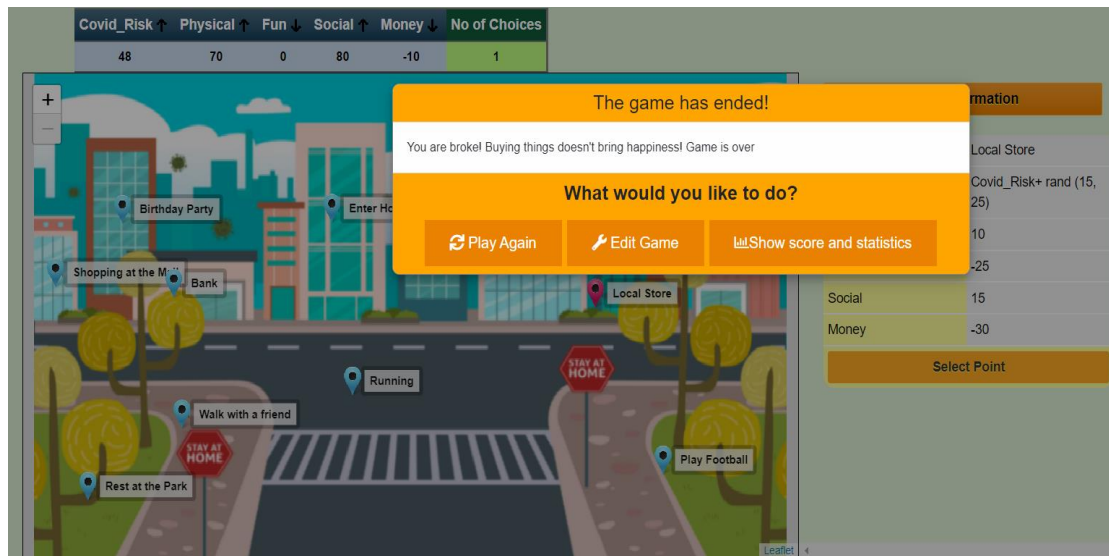 Covid_Risk↑ Physical↑ Fun↓ Social↑ Money↓ No of Choices
48 70 0 80 -10 1
+
−
The game has ended!
You are broke! Buying things doesn't bring happiness! Game is over
What would you like to do?
Play Again Edit Game Show score and statistics
rmation
Local Store
Covid_Risk+ rand (15,
25)
10
-25
Social 15
Money -30
Select Point
Birthday Party
Enter Ho
Shopping at the M
Bank
Local Store
STAY AT
HOME
Running
Walk with a friend
STAY AT
HOME
Play Football
Rest at the Park
Leaflet